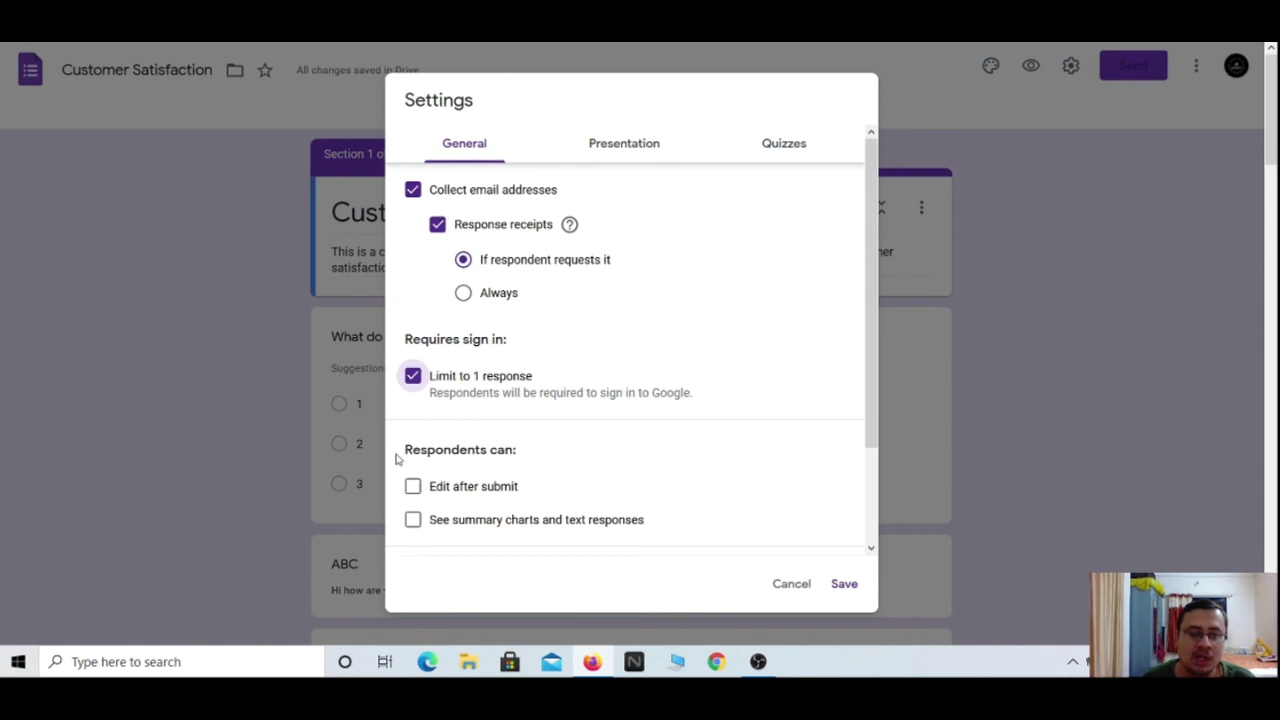 Customer Satisfaction
All changes saved in Drive
Send
Settings
General
Presentation
Quizzes
Section 1 of
Collect email addresses
Cust
Response receipts
This is a c
er
satisfactio
If respondent requests it
Always
What do
Requires sign in:
Suggestion
Limit to 1 response
Respondents will be required to sign in to Google.
1
2
Respondents can:
3
Edit after submit
See summary charts and text responses
ABC
Hi how are
Cancel
Save
Type here to search